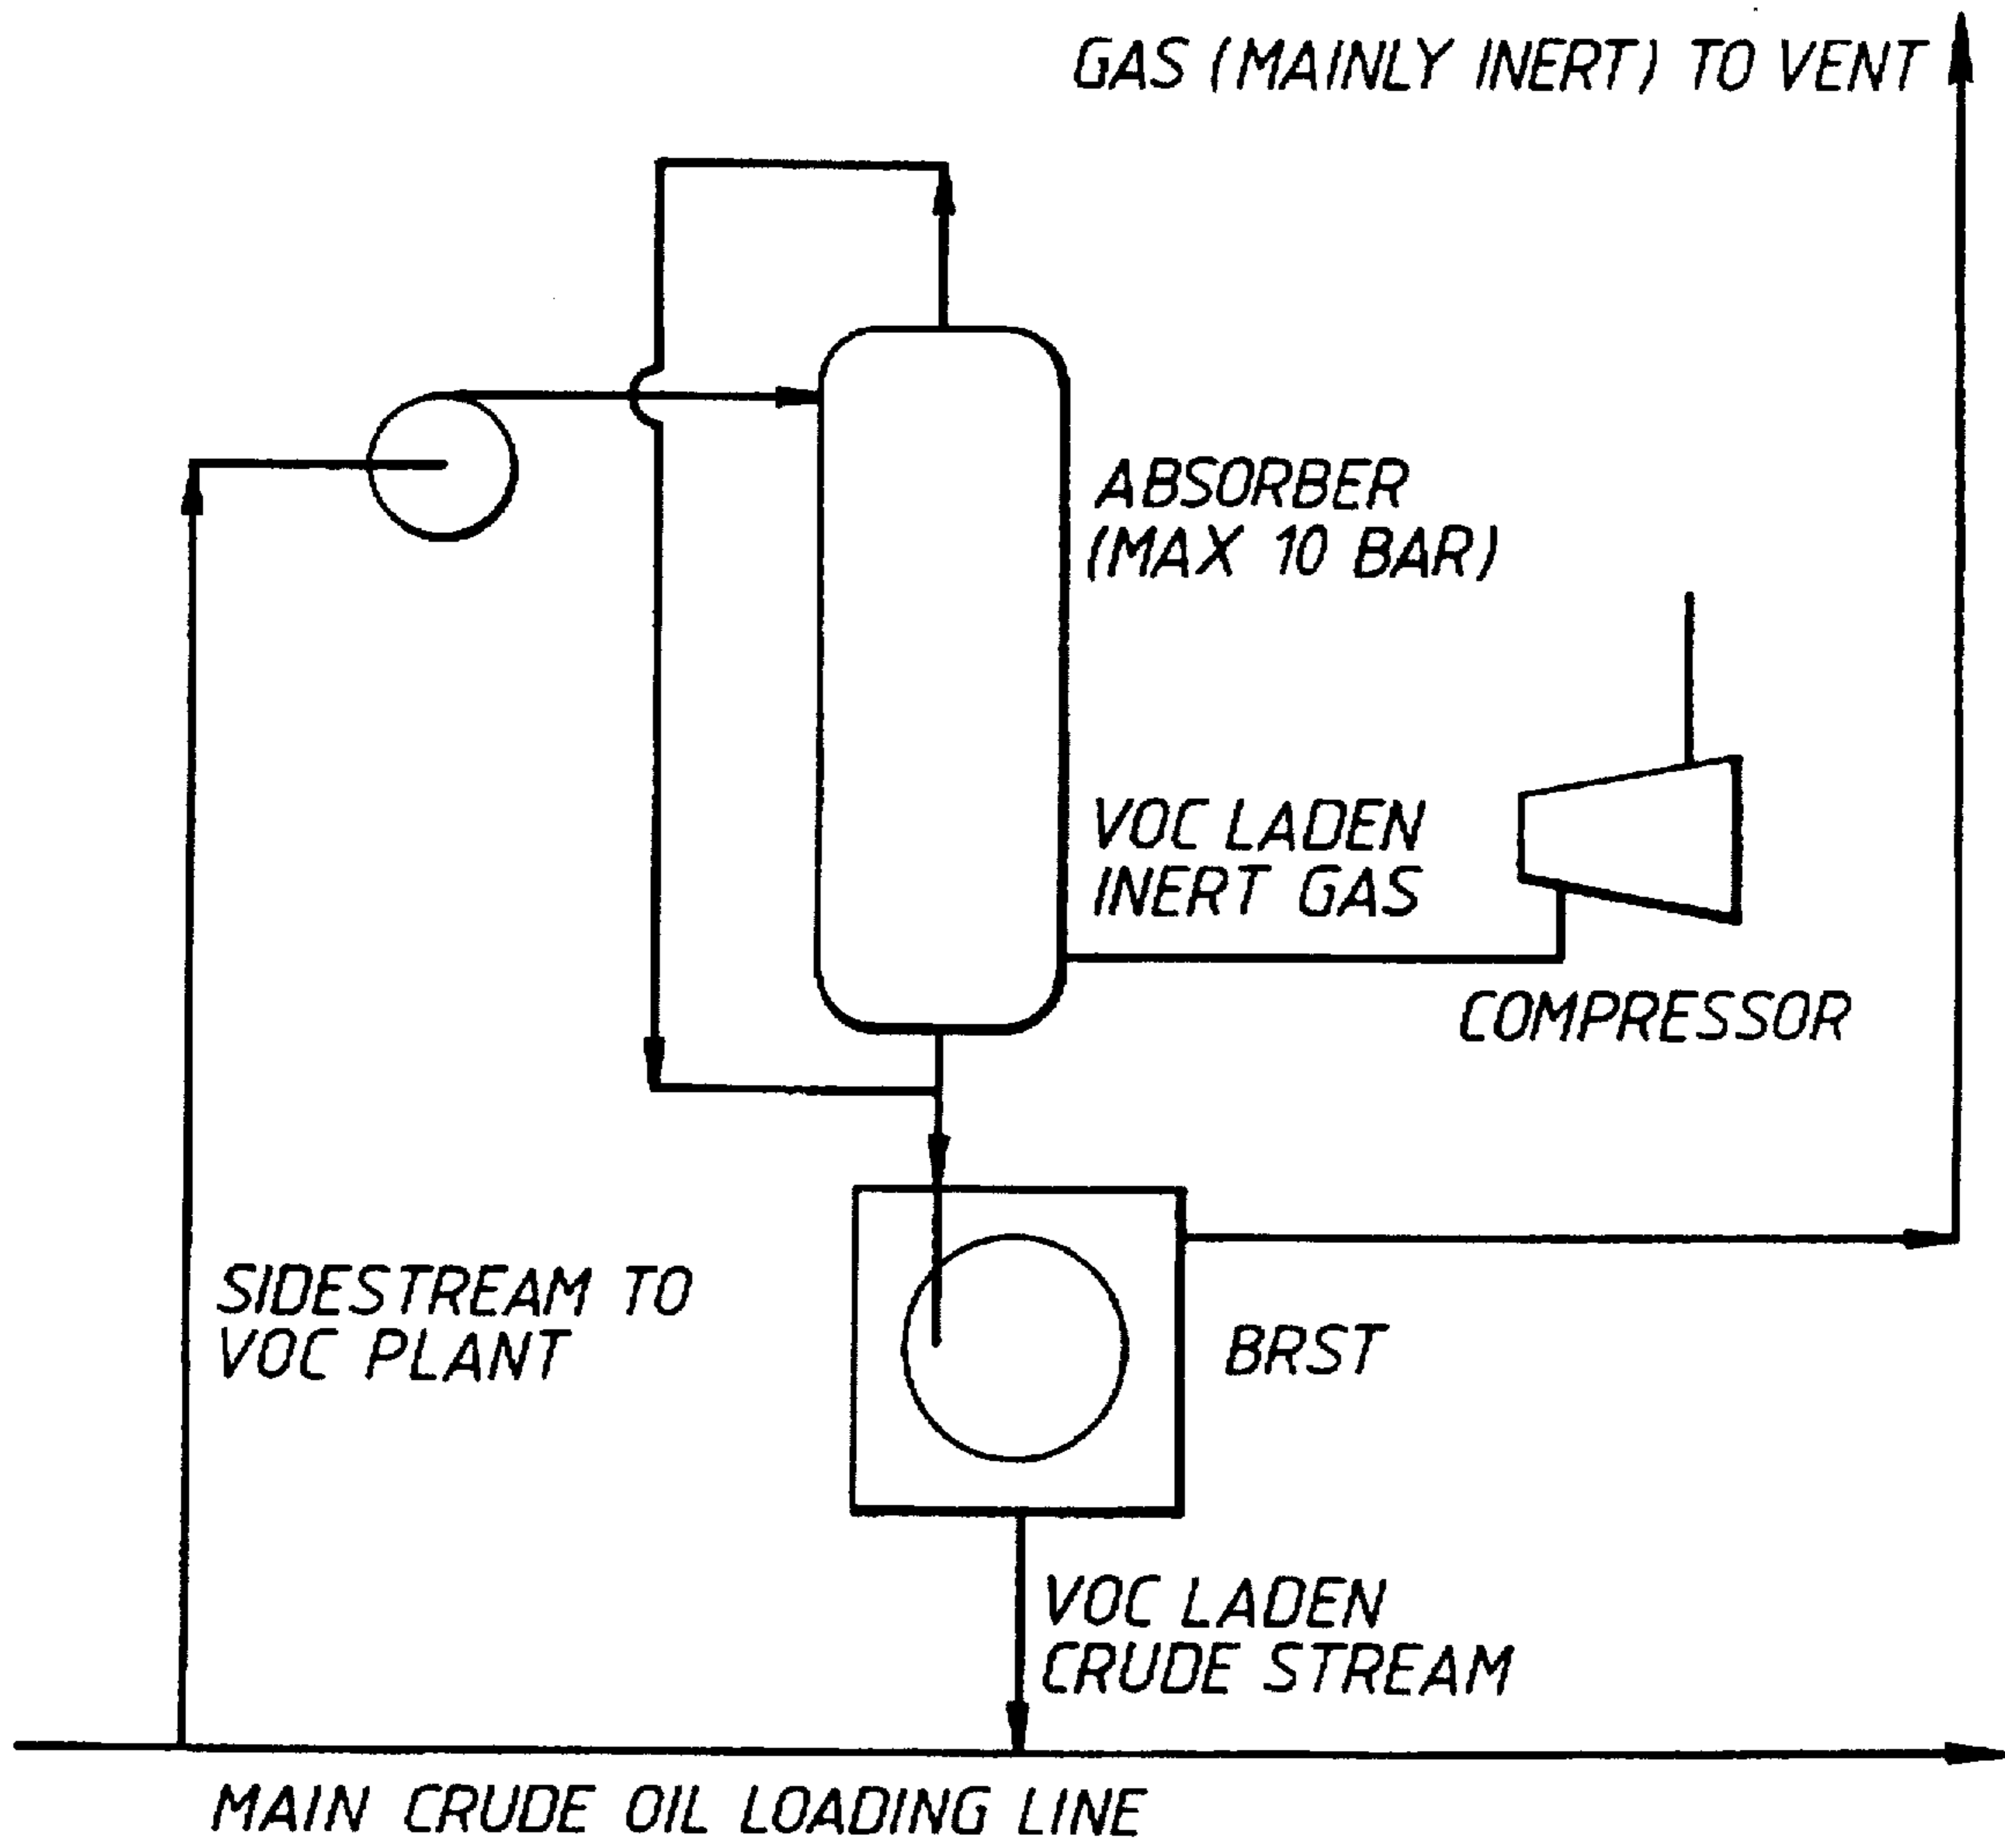 GAS (MAINLY INERT) TO VENT
ABSORBER
(MAX 10 BAR)
VOC LADEN
INERT GAS
COMPRESSOR
SIDESTREAM TO
VOC PLANT
BRST
VOC LADEN
CRUDE STREAM
MAIN CRUDE OIL LOADING LINE